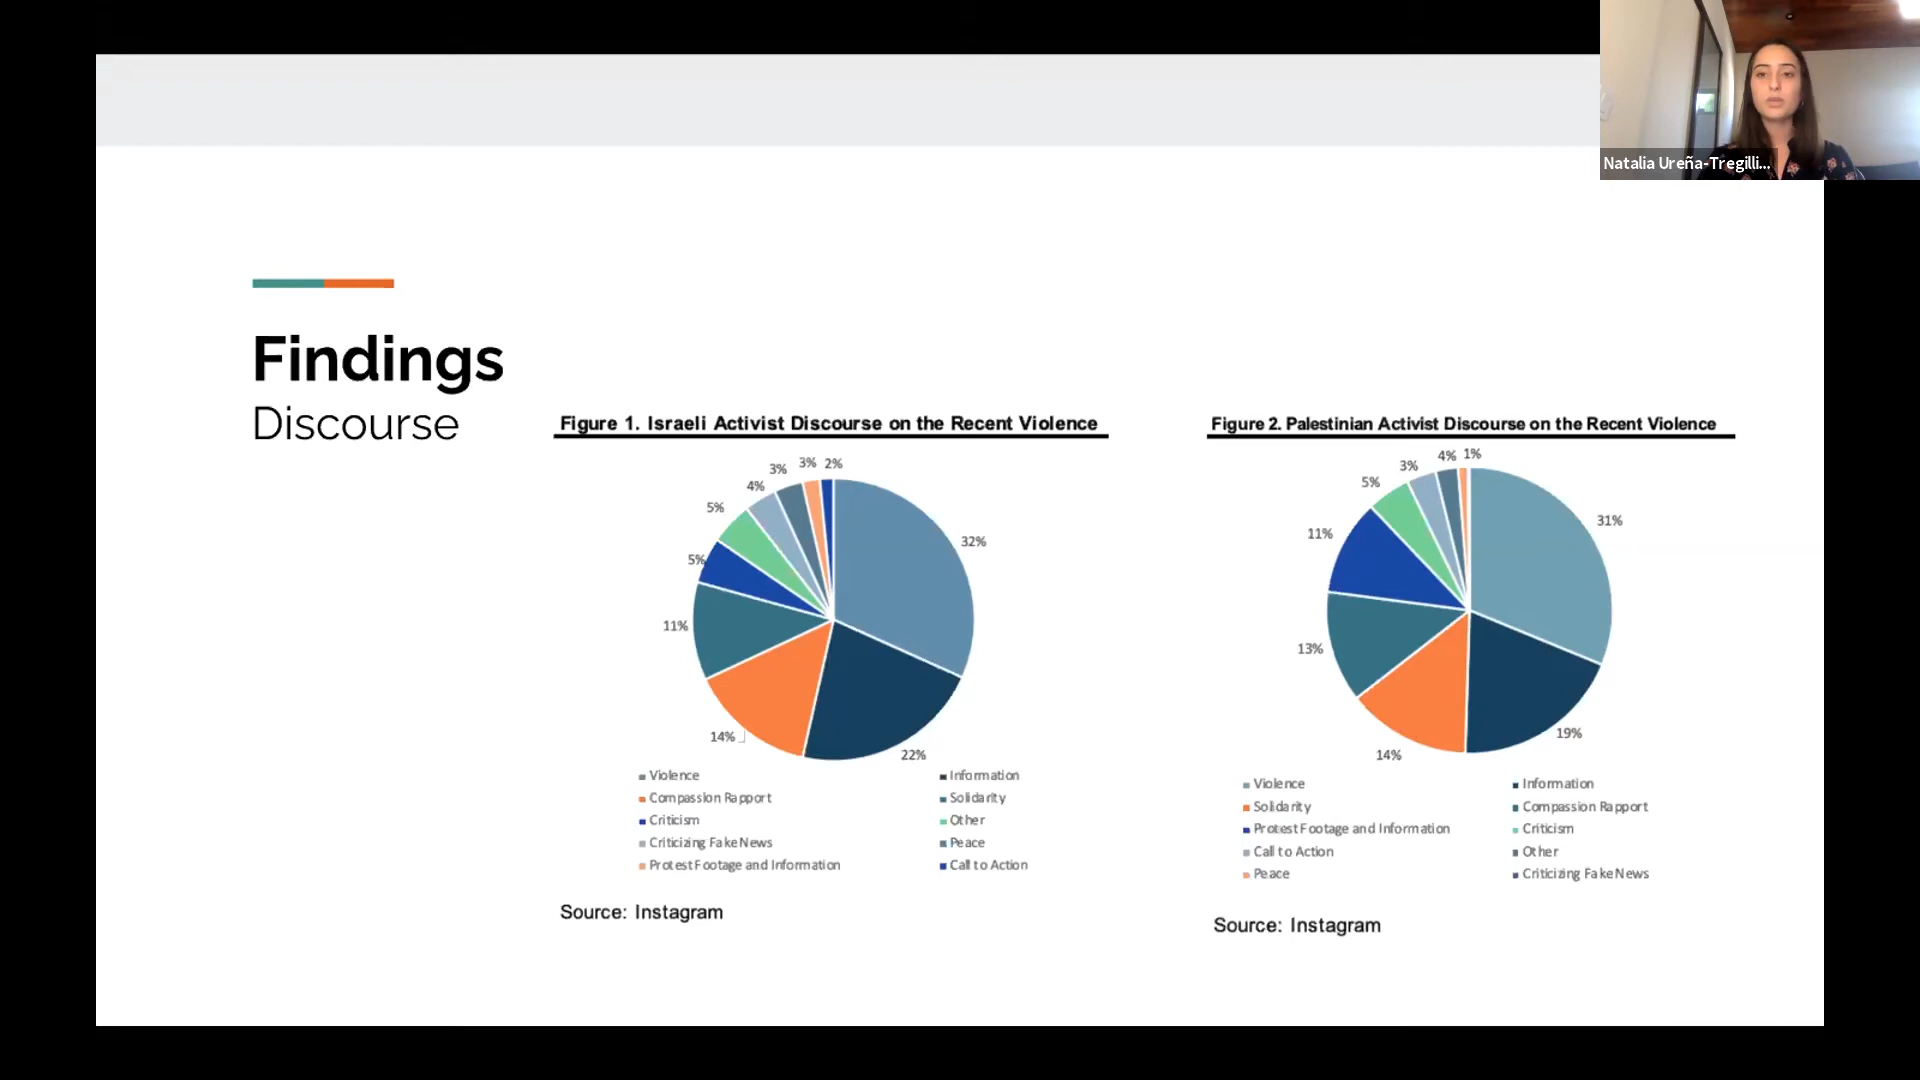 Natalia Ureña-Tregilli...
Findings
Discourse
Figure 1. Israeli Activist Discourse on the Recent Violence
3% 3% 2%
4%
5%
32%
5%
11%
14%
22%
Violence Information
Compassion Rapport Solidarity
Criticism Other
Criticizing Fake News Peace
Protest Footage and Information Call to Action
Source: Instagram
Figure 2. Palestinian Activist Discourse on the Recent Violence
4% 1%
3%
5%
31%
11%
13%
19%
14%
Violence Information
Solidarity Compassion Rapport
Protest Footage and Information Criticism
Call to Action Other
Peace Criticizing Fake News
Source: Instagram